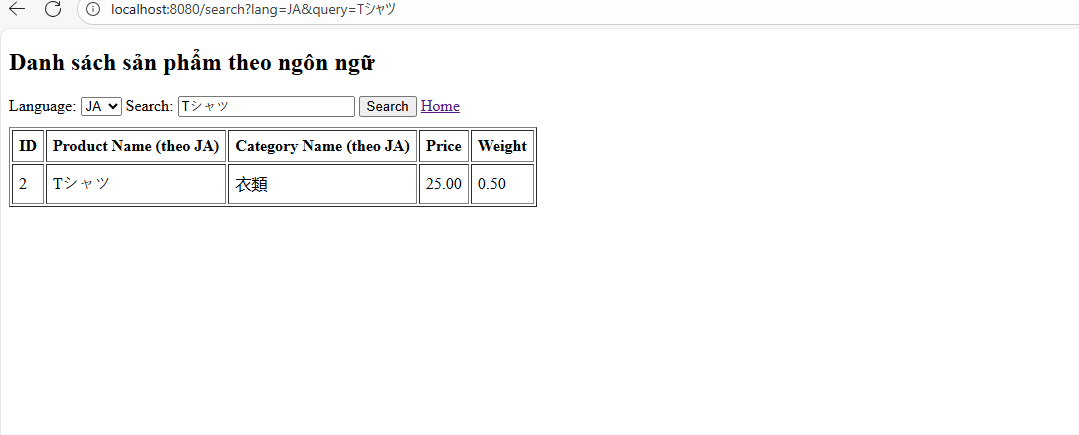 localhost:8080/search?lang=JA&query=Tシャツ
Danh sách sản phẩm theo ngôn ngữ
Language: JA Search: Tシャツ Search Home
ID Product Name (theo JA) Category Name (theo JA) Price Weight
2 Tシャツ 衣類 25.00 0.50